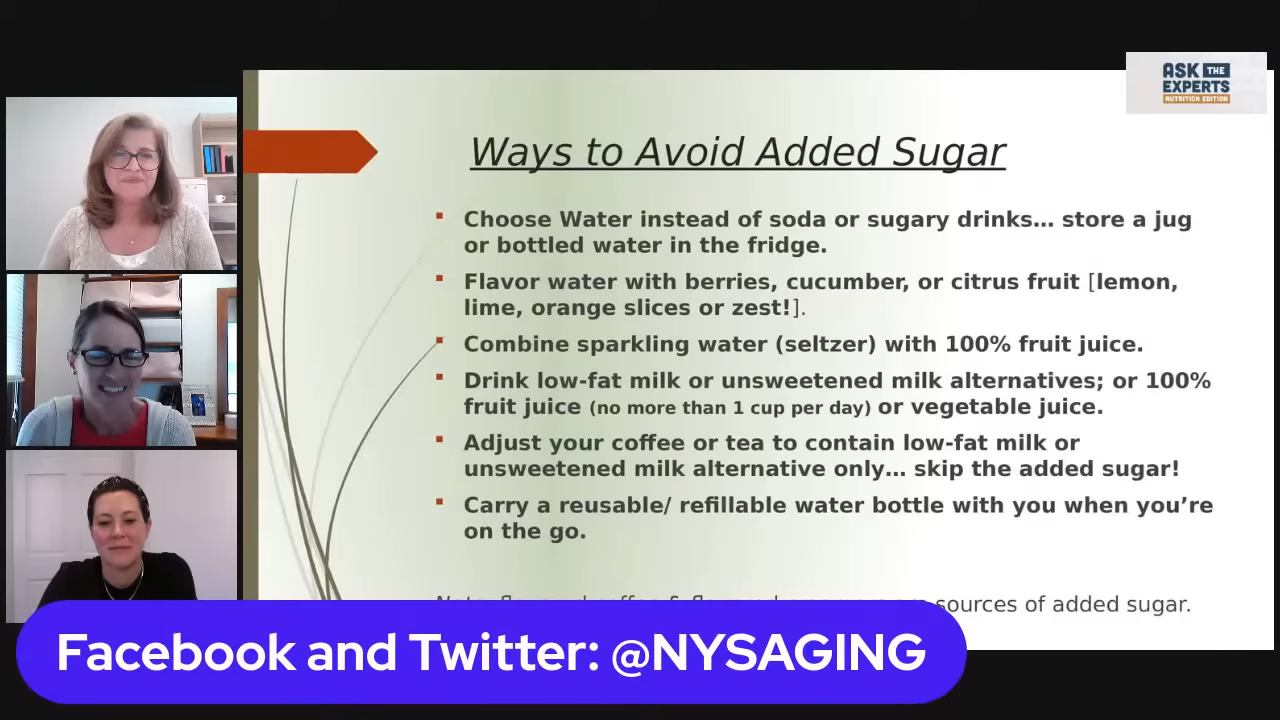 ASK THE
EXPERTS
NUTRITION EDITION
Ways to Avoid Added Sugar
Choose Water instead of soda or sugary drinks… store a jug
or bottled water in the fridge.
Flavor water with berries, cucumber, or citrus fruit [lemon,
lime, orange slices or zest!].
Combine sparkling water (seltzer) with 100% fruit juice.
Drink low-fat milk or unsweetened milk alternatives; or 100%
fruit juice (no more than 1 cup per day) or vegetable juice.
Adjust your coffee or tea to contain low-fat milk or
unsweetened milk alternative only… skip the added sugar!
Carry a reusable/ refillable water bottle with you when you’re
on the go.
sources of added sugar.
Facebook and Twitter: @NYSAGING